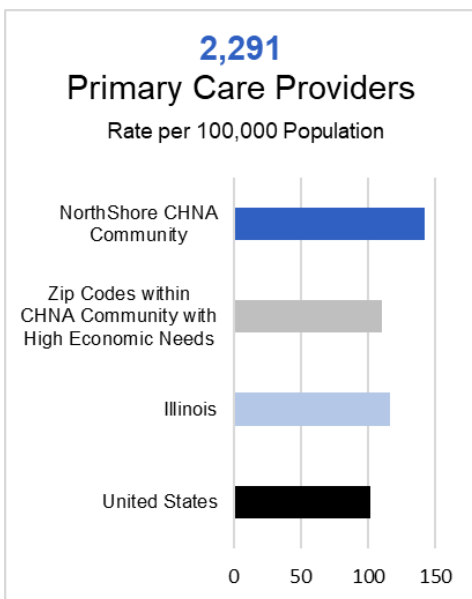 2,291
Primary Care Providers
Rate per 100,000 Population
NorthShore CHNA
Community
Zip Codes within
CHNA Community with
High Economic Needs
Illinois
United States
0 50 100 150